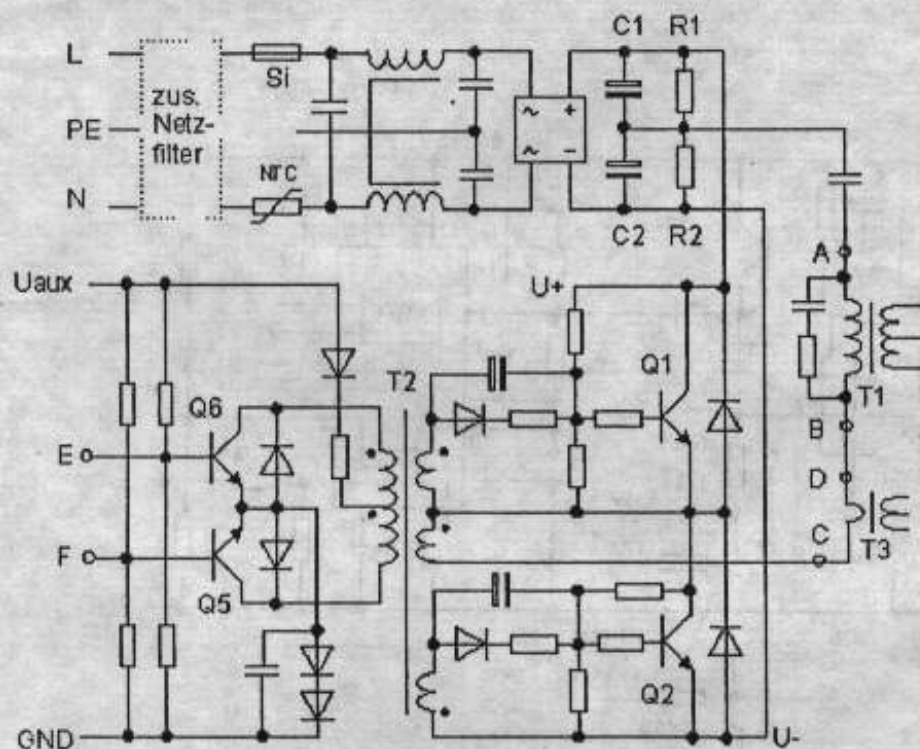 L
Si
C1
R1
zus.
Netz-
filter
PE
N
NTC
C2
R2
A
Uaux
U+
T2
Q1
Q6
T1
E
B
D
F
C
T3
Q5
Q2
GND
U-